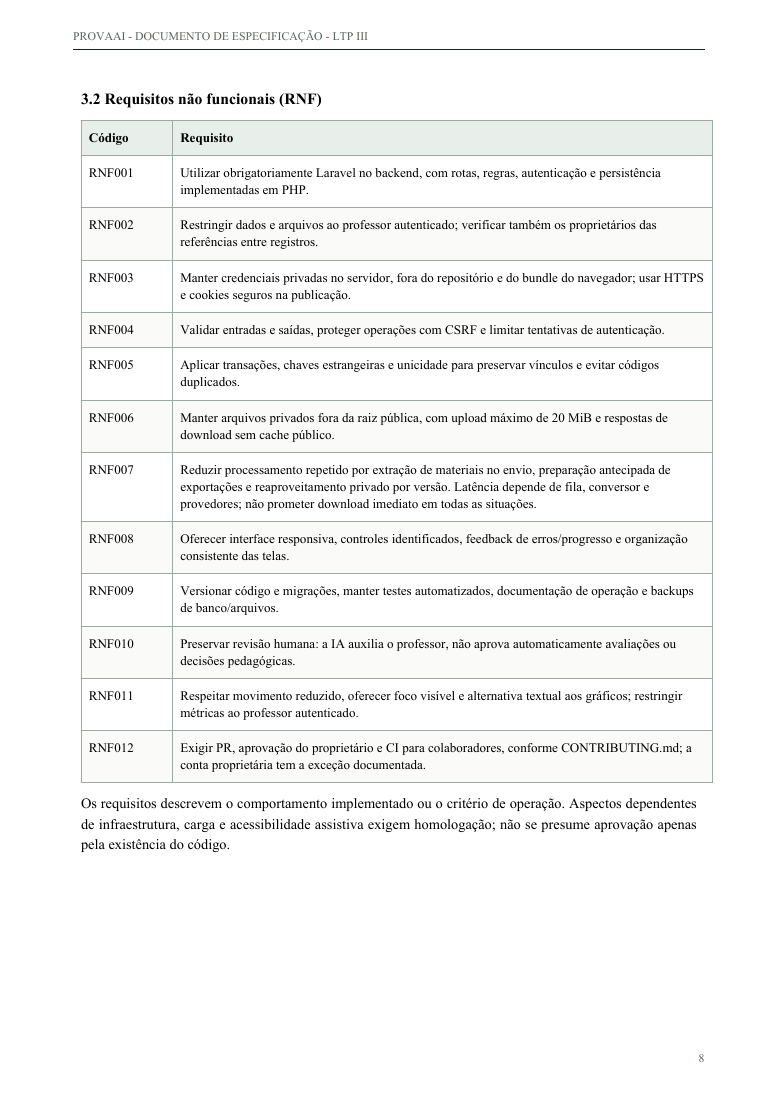 PROVAAI - DOCUMENTO DE ESPECIFICAÇÃO - LTP III
3.2 Requisitos não funcionais (RNF)
Código Requisito
RNF001 Utilizar obrigatoriamente Laravel no backend, com rotas, regras, autenticação e persistência
implementadas em PHP.
RNF002 Restringir dados e arquivos ao professor autenticado; verificar também os proprietários das
referências entre registros.
RNF003 Manter credenciais privadas no servidor, fora do repositório e do bundle do navegador; usar HTTPS
e cookies seguros na publicação.
RNF004 Validar entradas e saídas, proteger operações com CSRF e limitar tentativas de autenticação.
RNF005 Aplicar transações, chaves estrangeiras e unicidade para preservar vínculos e evitar códigos
duplicados.
RNF006 Manter arquivos privados fora da raiz pública, com upload máximo de 20 MiB e respostas de
download sem cache público.
RNF007 Reduzir processamento repetido por extração de materiais no envio, preparação antecipada de
exportações e reaproveitamento privado por versão. Latência depende de fila, conversor e
provedores; não prometer download imediato em todas as situações.
RNF008 Oferecer interface responsiva, controles identificados, feedback de erros/progresso e organização
consistente das telas.
RNF009 Versionar código e migrações, manter testes automatizados, documentação de operação e backups
de banco/arquivos.
RNF010 Preservar revisão humana: a IA auxilia o professor, não aprova automaticamente avaliações ou
decisões pedagógicas.
RNF011 Respeitar movimento reduzido, oferecer foco visível e alternativa textual aos gráficos; restringir
métricas ao professor autenticado.
RNF012 Exigir PR, aprovação do proprietário e CI para colaboradores, conforme CONTRIBUTING.md; a
conta proprietária tem a exceção documentada.
Os requisitos descrevem o comportamento implementado ou o critério de operação. Aspectos dependentes
de infraestrutura, carga e acessibilidade assistiva exigem homologação; não se presume aprovação apenas
pela existência do código.
8